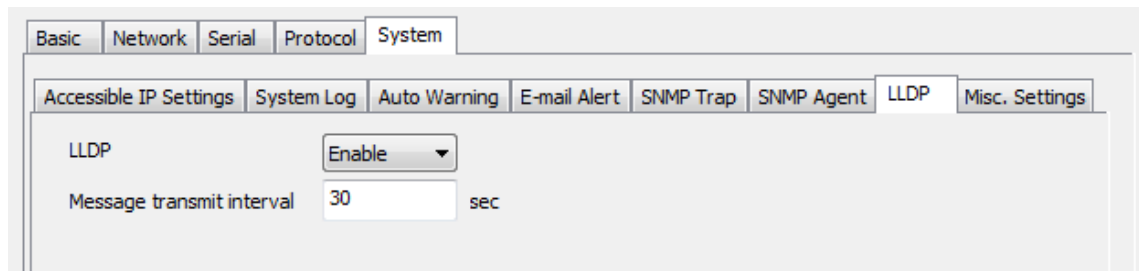 Basic Network Serial Protocol System
Accessible IP Settings System Log Auto Warning E-mail Alert SNMP Trap SNMP Agent LLDP Misc. Settings
LLDP Enable
Message transmit interval 30 sec